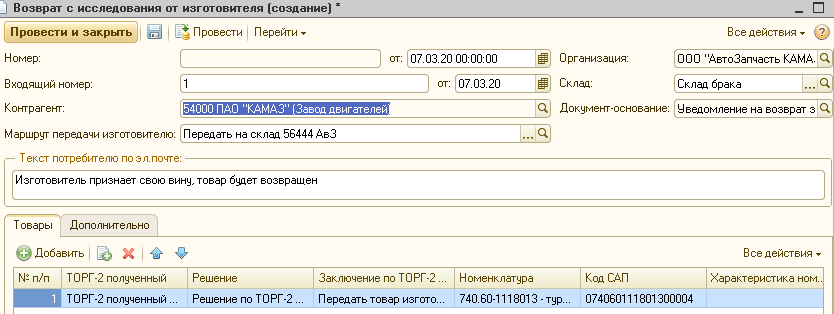 Возврат с исследования от изготовителя (создание) *
Провести и закрыть Провести Перейти Все действия
Номер: от: 07.03.20 00:00:00 Организация: ООО "АвтоЗапчасть КАМА
Входящий номер: 1 от: 07.03.20 Склад: Склад брака ...
Контрагент: 54000 ПАО "КАМАЗ" (Завод двигателей) Документ-основание: Уведомление на возврат з
Маршрут передачи изготовителю: Передать на склад 56444 АвЗ ...
Текст потребителю по эл.почте:
Изготовитель признает свою вину, товар будет возвращен
Товары Дополнительно
Добавить Все действия
№ п/п ТОРГ-2 полученный Решение Заключение по ТОРГ-2 ... Номенклатура Код САП Характеристика ном...
1 ТОРГ-2 полученный ... Решение по ТОРГ-2 ... Передать товар изгото... 740.60-1118013 - тур... 074060111801300004